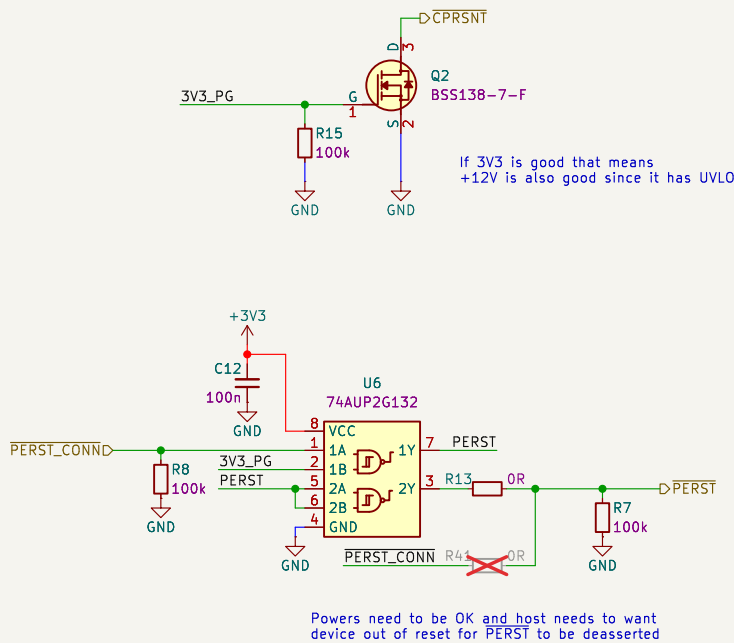 CPRSNT
D
3
Q2
BSS138-7-F
3V3_PG
G
1
S
2
R15
100k
If 3V3 is good that means
+12V is also good since it has UVLO
GND
GND
+3V3
C12
100n
GND
U6
74AUP2G132
8
VCC
PERST_CONN
1
1A
1Y
7
PERST
R8
100k
3V3_PG
2
1B
PERST
5
2A
2Y
3
R13
0R
PERST
6
2B
R7
100k
4
GND
GND
GND
GND
PERST_CONN
R41
0R
Powers need to be OK and host needs to want
device out of reset for PERST to be deasserted